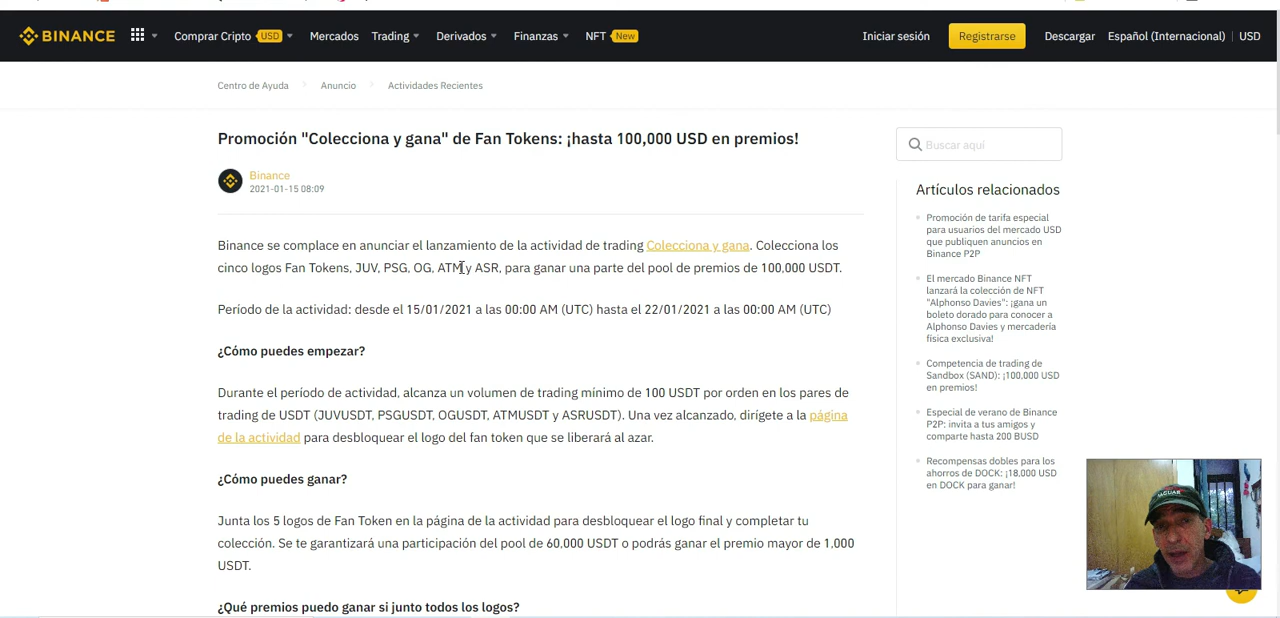 BINANCE
Comprar Cripto USD
Mercados
Trading
Derivados
Finanzas
NFT New
Iniciar sesión
Registrarse
Descargar
Español (Internacional)
USD
Centro de Ayuda
Anuncio
Actividades Recientes
Promoción "Colecciona y gana" de Fan Tokens: ¡hasta 100,000 USD en premios!
Binance
2021-01-15 08:09
Binance se complace en anunciar el lanzamiento de la actividad de trading Colecciona y gana. Colecciona los
cinco logos Fan Tokens, JUV, PSG, OG, ATM y ASR, para ganar una parte del pool de premios de 100,000 USDT.
Período de la actividad: desde el 15/01/2021 a las 00:00 AM (UTC) hasta el 22/01/2021 a las 00:00 AM (UTC)
¿Cómo puedes empezar?
Durante el período de actividad, alcanza un volumen de trading mínimo de 100 USDT por orden en los pares de
trading de USDT (JUVUSDT, PSGUSDT, OGUSDT, ATMUSDT y ASRUSDT). Una vez alcanzado, dirígete a la página
de la actividad para desbloquear el logo del fan token que se liberará al azar.
¿Cómo puedes ganar?
Junta los 5 logos de Fan Token en la página de la actividad para desbloquear el logo final y completar tu
colección. Se te garantizará una participación del pool de 60,000 USDT o podrás ganar el premio mayor de 1,000
USDT.
¿Qué premios puedo ganar si junto todos los logos?
Buscar aquí
Artículos relacionados
Promoción de tarifa especial
para usuarios del mercado USD
que publiquen anuncios en
Binance P2P
El mercado Binance NFT
lanzará la colección de NFT
"Alphonso Davies": ¡gana un
boleto dorado para conocer a
Alphonso Davies y mercadería
física exclusiva!
Competencia de trading de
Sandbox (SAND): ¡100,000 USD
en premios!
Especial de verano de Binance
P2P: invita a tus amigos y
comparte hasta 200 BUSD
Recompensas dobles para los
ahorros de DOCK: ¡18,000 USD
en DOCK para ganar!
JAGUAR